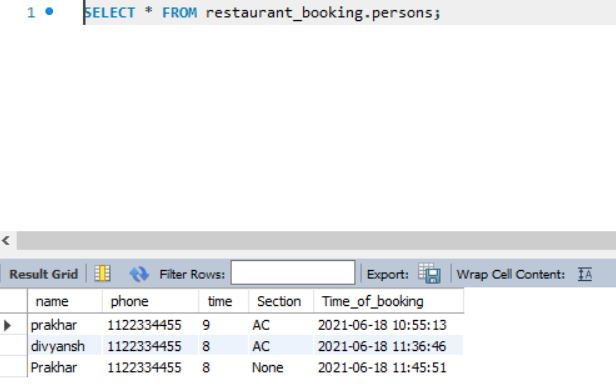 1 SELECT * FROM restaurant_booking.persons;
Result Grid Filter Rows: Export: Wrap Cell Content: IA
name phone time Section Time_of_booking
prakhar 1122334455 9 AC 2021-06-18 10:55:13
divyansh 1122334455 8 AC 2021-06-18 11:36:46
Prakhar 1122334455 8 None 2021-06-18 11:45:51